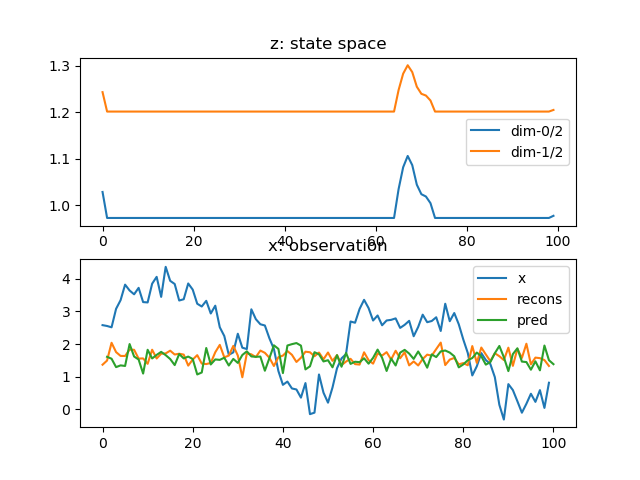 z: state space
1.3
1.2
1.1
1.0
dim-0/2
dim-1/2
0 20 40 60 80 100
x: observation
4
3
2
1
0
x
recons
pred
0 20 40 60 80 100